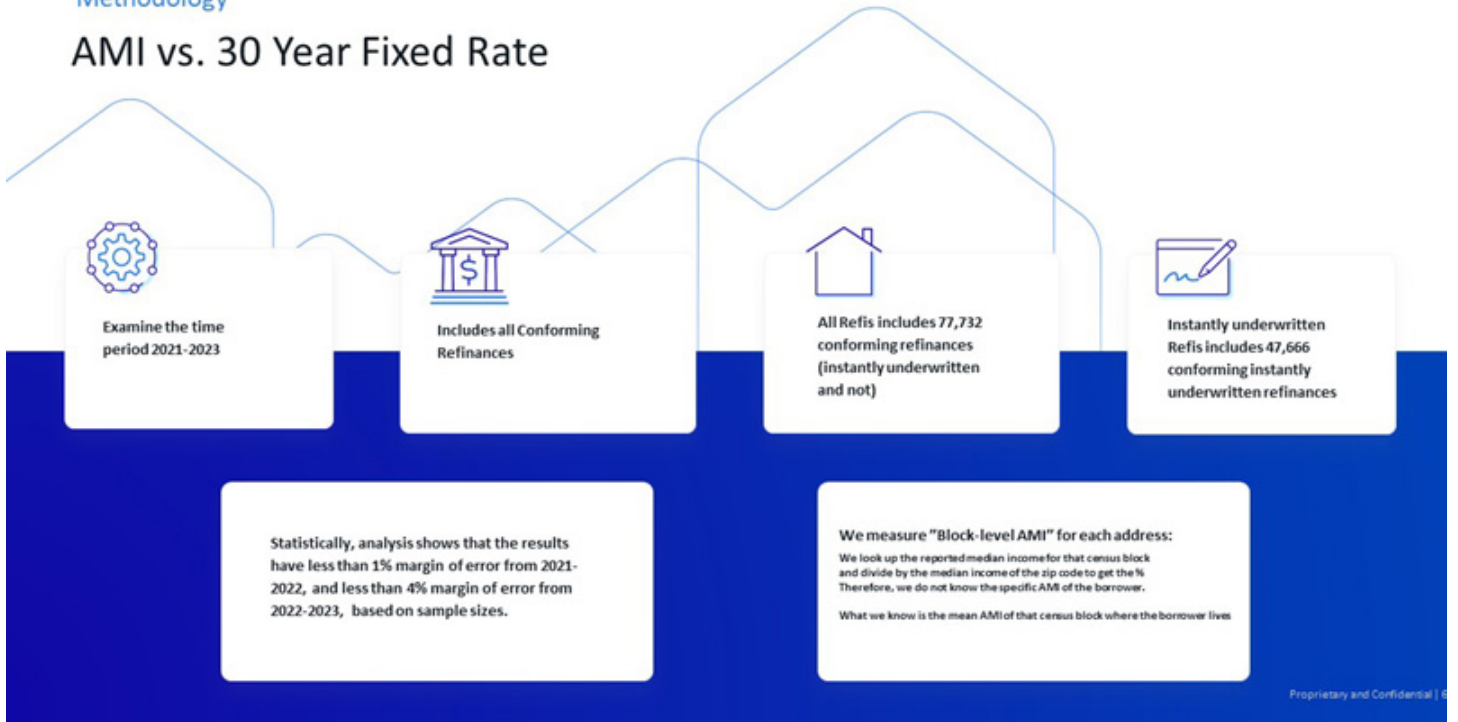 Methodology
AMI vs. 30 Year Fixed Rate
Examine the time
period 2021-2023
Includes all Conforming
Refinances
All Refis includes 77,732
conforming refinances
(instantly underwritten
and not)
Instantly underwritten
Refis includes 47,666
conforming instantly
underwritten refinances
Statistically, analysis shows that the results
have less than 1% margin of error from 2021-
2022, and less than 4% margin of error from
2022-2023, based on sample sizes.
We measure "Block-level AMI" for each address:
We look up the reported median income for that census block
and divide by the median income of the zip code to get the %
Therefore, we do not know the specific AMI of the borrower.
What we know is the mean AMI of that census block where the borrower lives
Proprietary and Confidential | 6